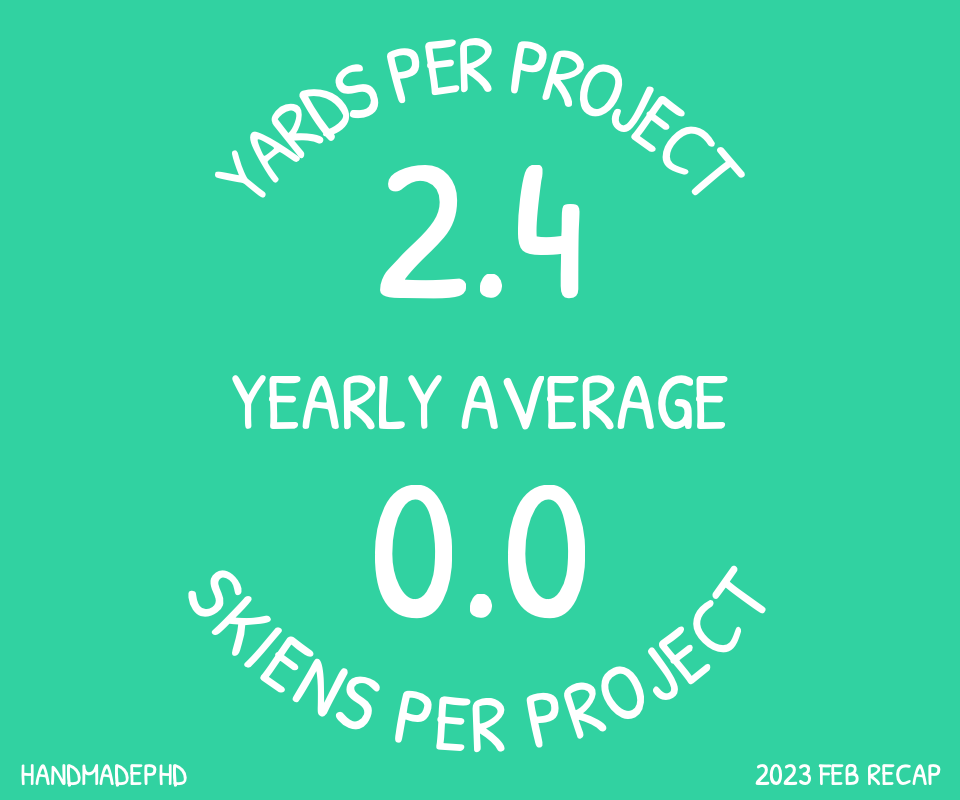 YARDS PER PROJECT
2.4
YEARLY AVERAGE
0.0
SKIENS PER PROJECT
HANDMADEPHD
2023 FEB RECAP